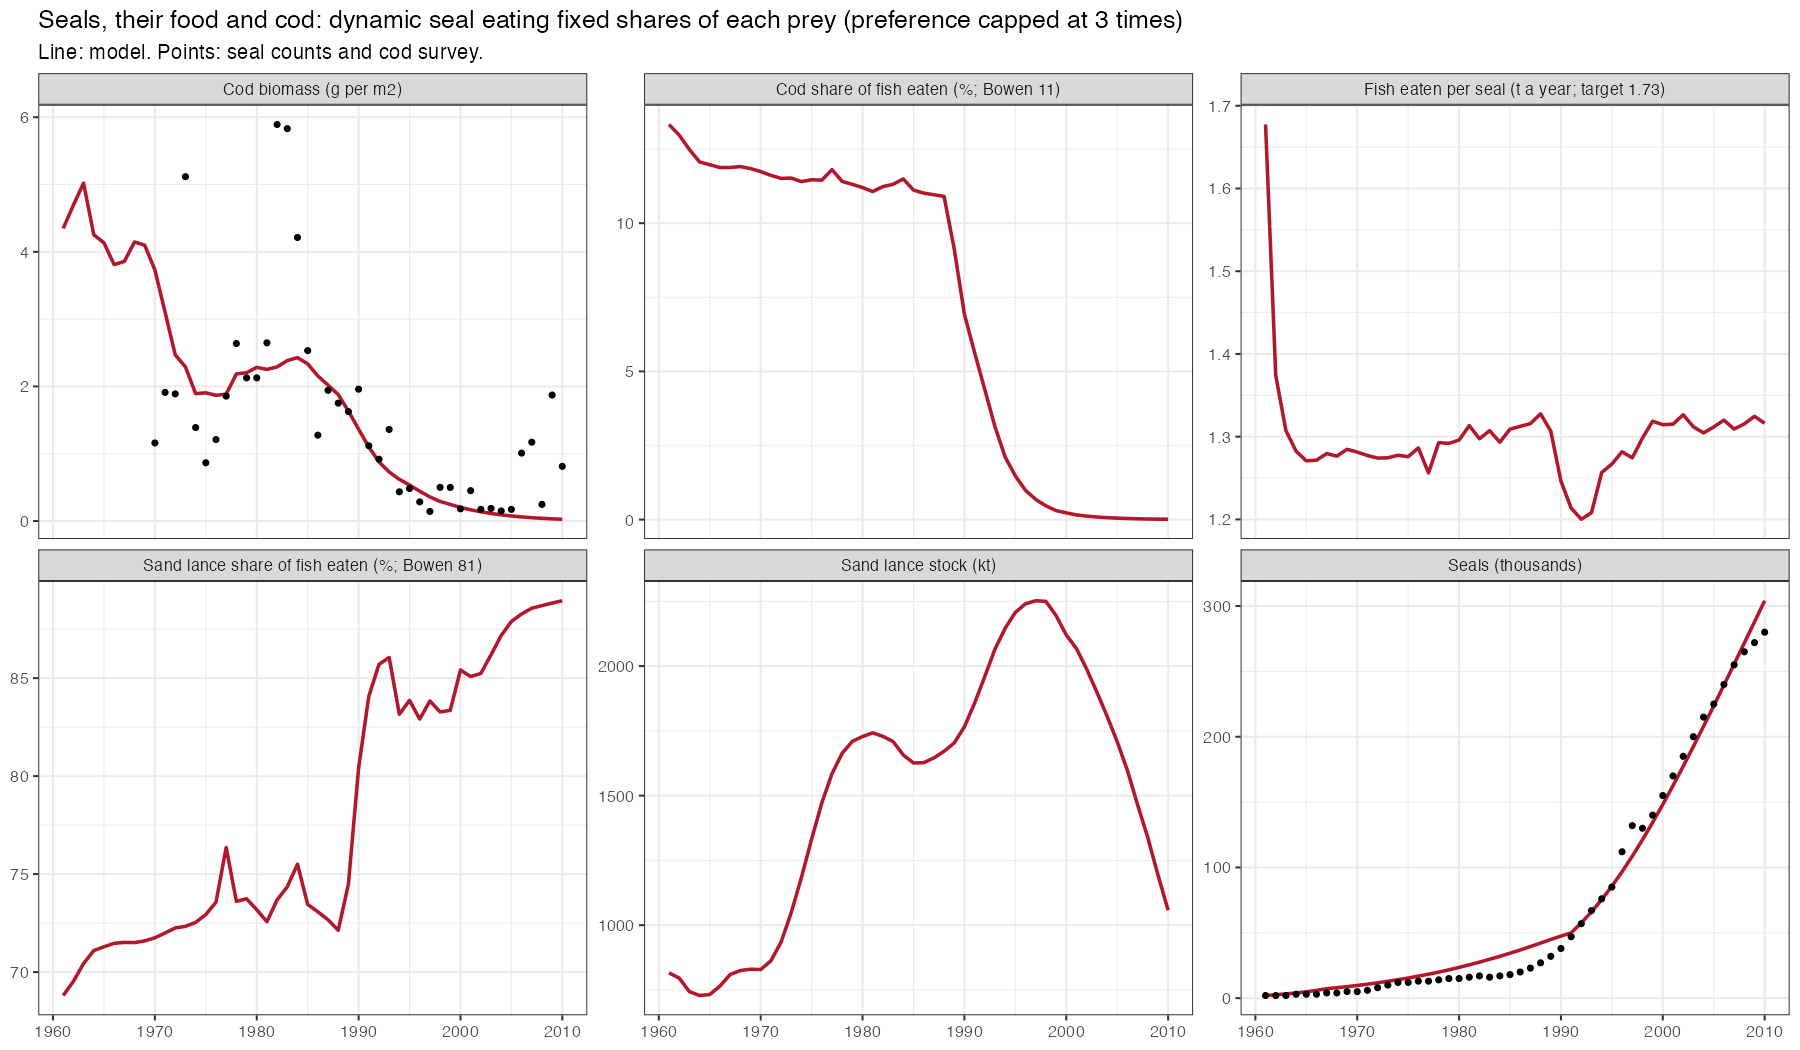 Seals, their food and cod: dynamic seal eating fixed shares of each prey (preference capped at 3 times)
Line: model. Points: seal counts and cod survey.
Cod biomass (g per m2)
6
4
2
0
Cod share of fish eaten (%; Bowen 11)
10
5
0
Fish eaten per seal (t a year; target 1.73)
1.7
1.6
1.5
1.4
1.3
1.2
Sand lance share of fish eaten (%; Bowen 81)
85
80
75
70
1960 1970 1980 1990 2000 2010
Sand lance stock (kt)
2000
1500
1000
1960 1970 1980 1990 2000 2010
Seals (thousands)
300
200
100
0
1960 1970 1980 1990 2000 2010